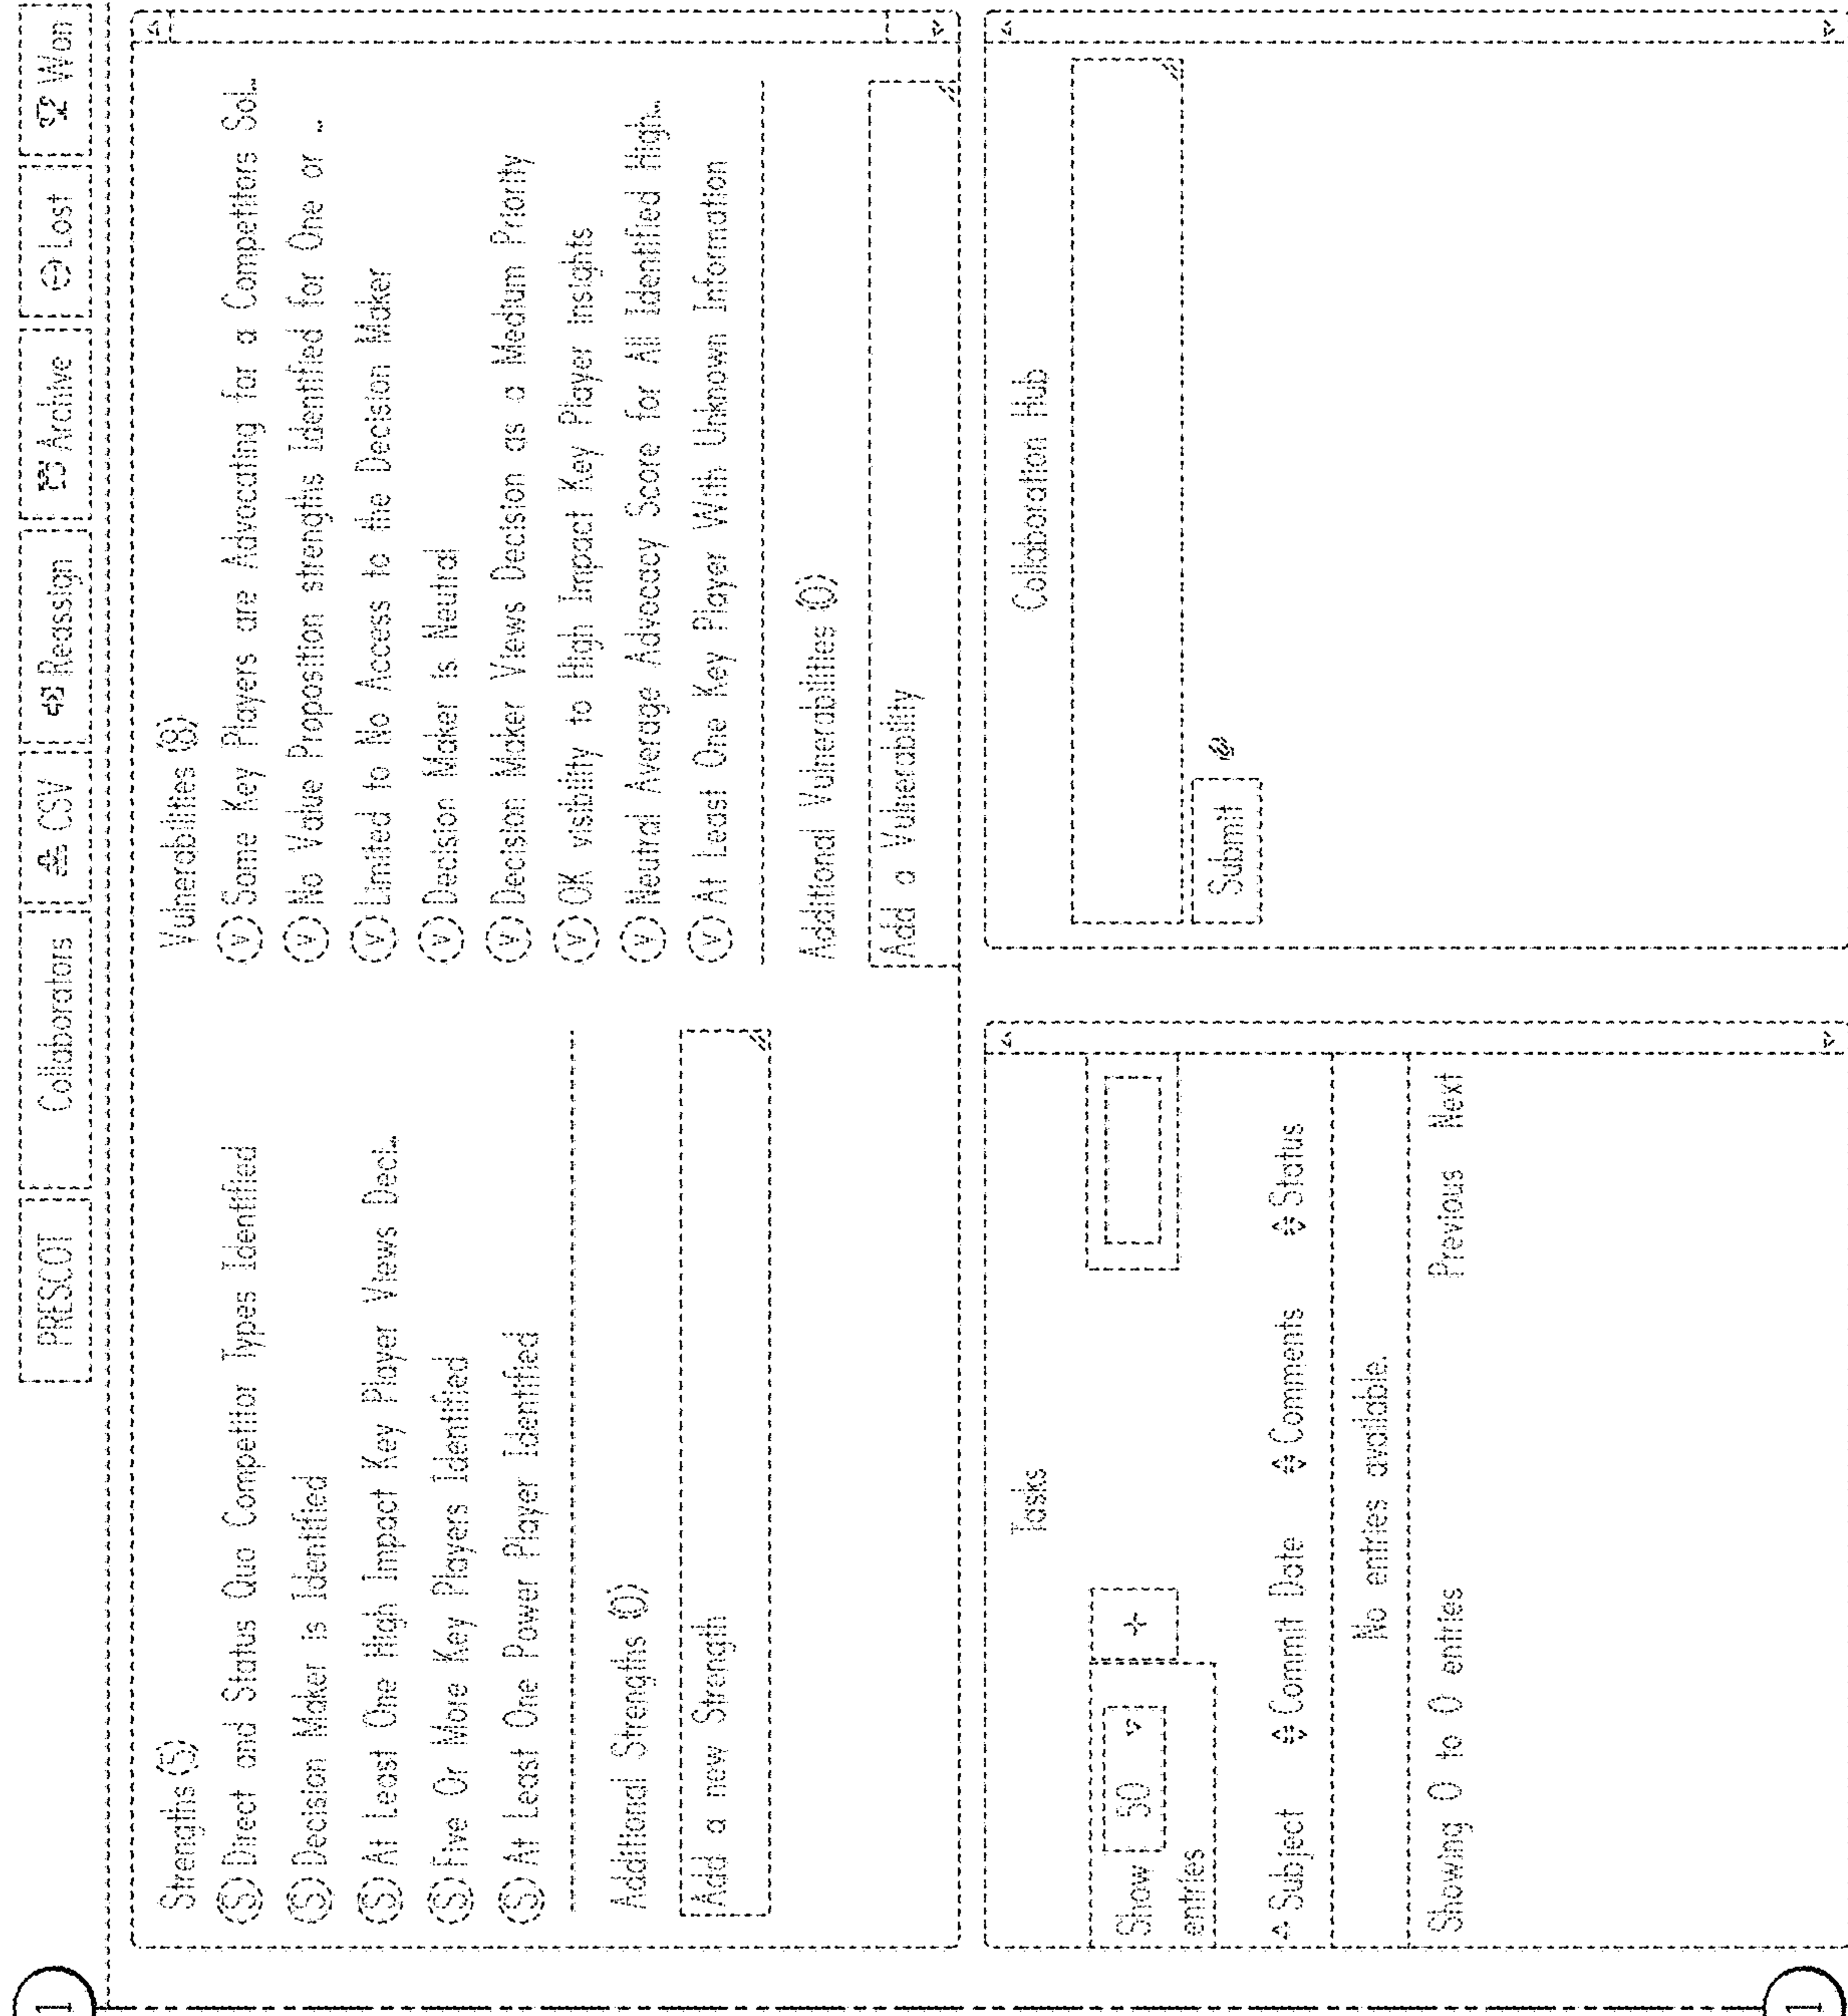 PRESCOT
Collaborators
CSV
Reassign
Archive
Lost
Won
Strengths (5)
(S) Direct and Status Quo Competitor Types Identified
(S) Decision Maker is Identified
(S) At Least One High Impact Key Player Views Deci...
(S) Five Or More Key Players Identified
(S) At Least One Power Player Identified
Additional Strengths (0)
Add a new Strength
Vulnerabilities (8)
(V) Some Key Players are Advocating for a Competitors Sol...
(V) No Value Proposition strengths Identified for One or ...
(V) Limited to No Access to the Decision Maker
(V) Decision Maker is Neutral
(V) Decision Maker Views Decision as a Medium Priority
(V) OK visibility to High Impact Key Player insights
(V) Neutral Average Advocacy Score for All Identified High...
(V) At Least One Key Player With Unknown Information
Additional Vulnerabilities (0)
Add a Vulnerability
Tasks
Show 50
entries
+
Subject Commit Date Comments Status
No entries available.
Showing 0 to 0 entries Previous Next
Collaboration Hub
Submit
1
1